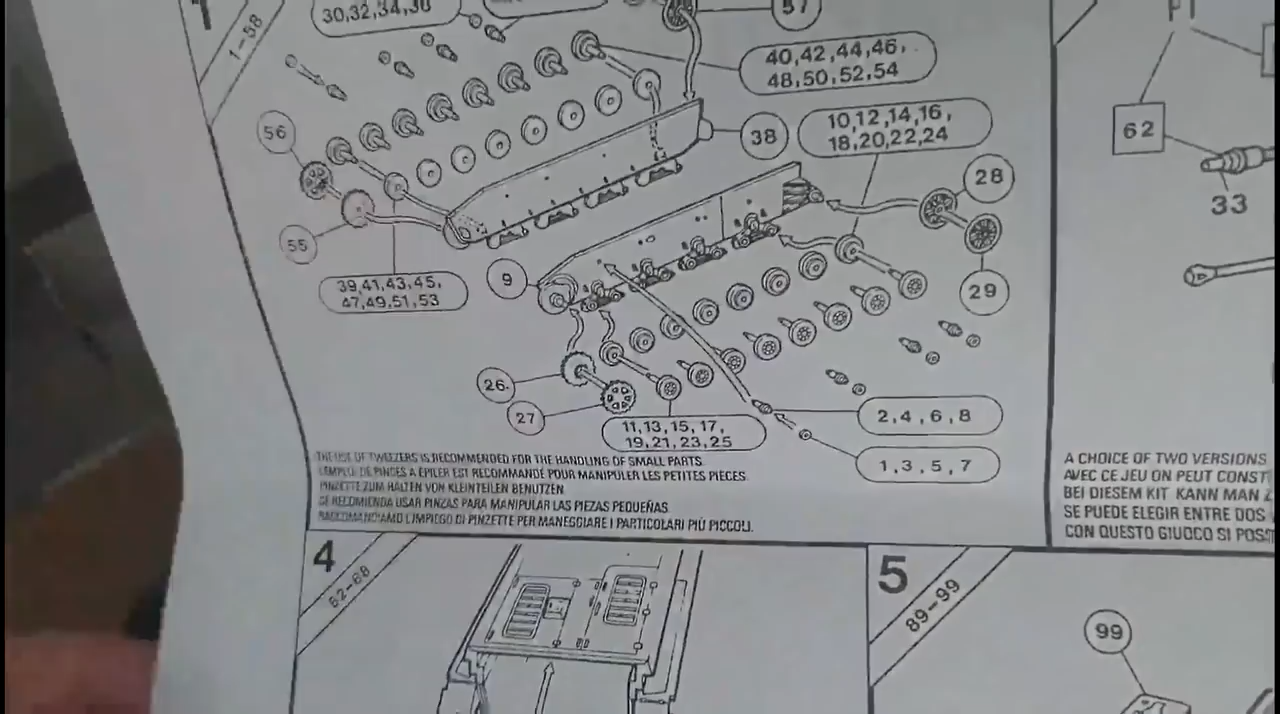 1
1-58
30,32,34,36
57
40,42,44,46,
48,50,52,54
10,12,14,16,
18,20,22,24
P1
62
33
56
38
28
55
39,41,43,45,
47,49,51,53
9
29
26.
27
11,13,15,17,
19,21,23,25
2,4,6,8
1,3,5,7
THE USE OF TWEEZERS IS RECOMMENDED FOR THE HANDLING OF SMALL PARTS.
L'EMPLOI DE PINCES A EPILER EST RECOMMANDÉ POUR MANIPULER LES PETITES PIECES.
PINZETTE ZUM HALTEN VON KLEINTEILEN BENUTZEN
SE RECOMIENDA USAR PINZAS PARA MANIPULAR LAS PIEZAS PEQUEÑAS
RACCOMANDIAMO L'IMPIEGO DI PINZETTE PER MANEGGIARE I PARTICOLARI PIÙ PICCOLI.
A CHOICE OF TWO VERSIONS
AVEC CE JEU ON PEUT CONST
BEI DIESEM KIT KANN MAN
SE PUEDE ELEGIR ENTRE DOS
CON QUESTO GIUOCO SI POSS
4
62-88
5
89-99
99